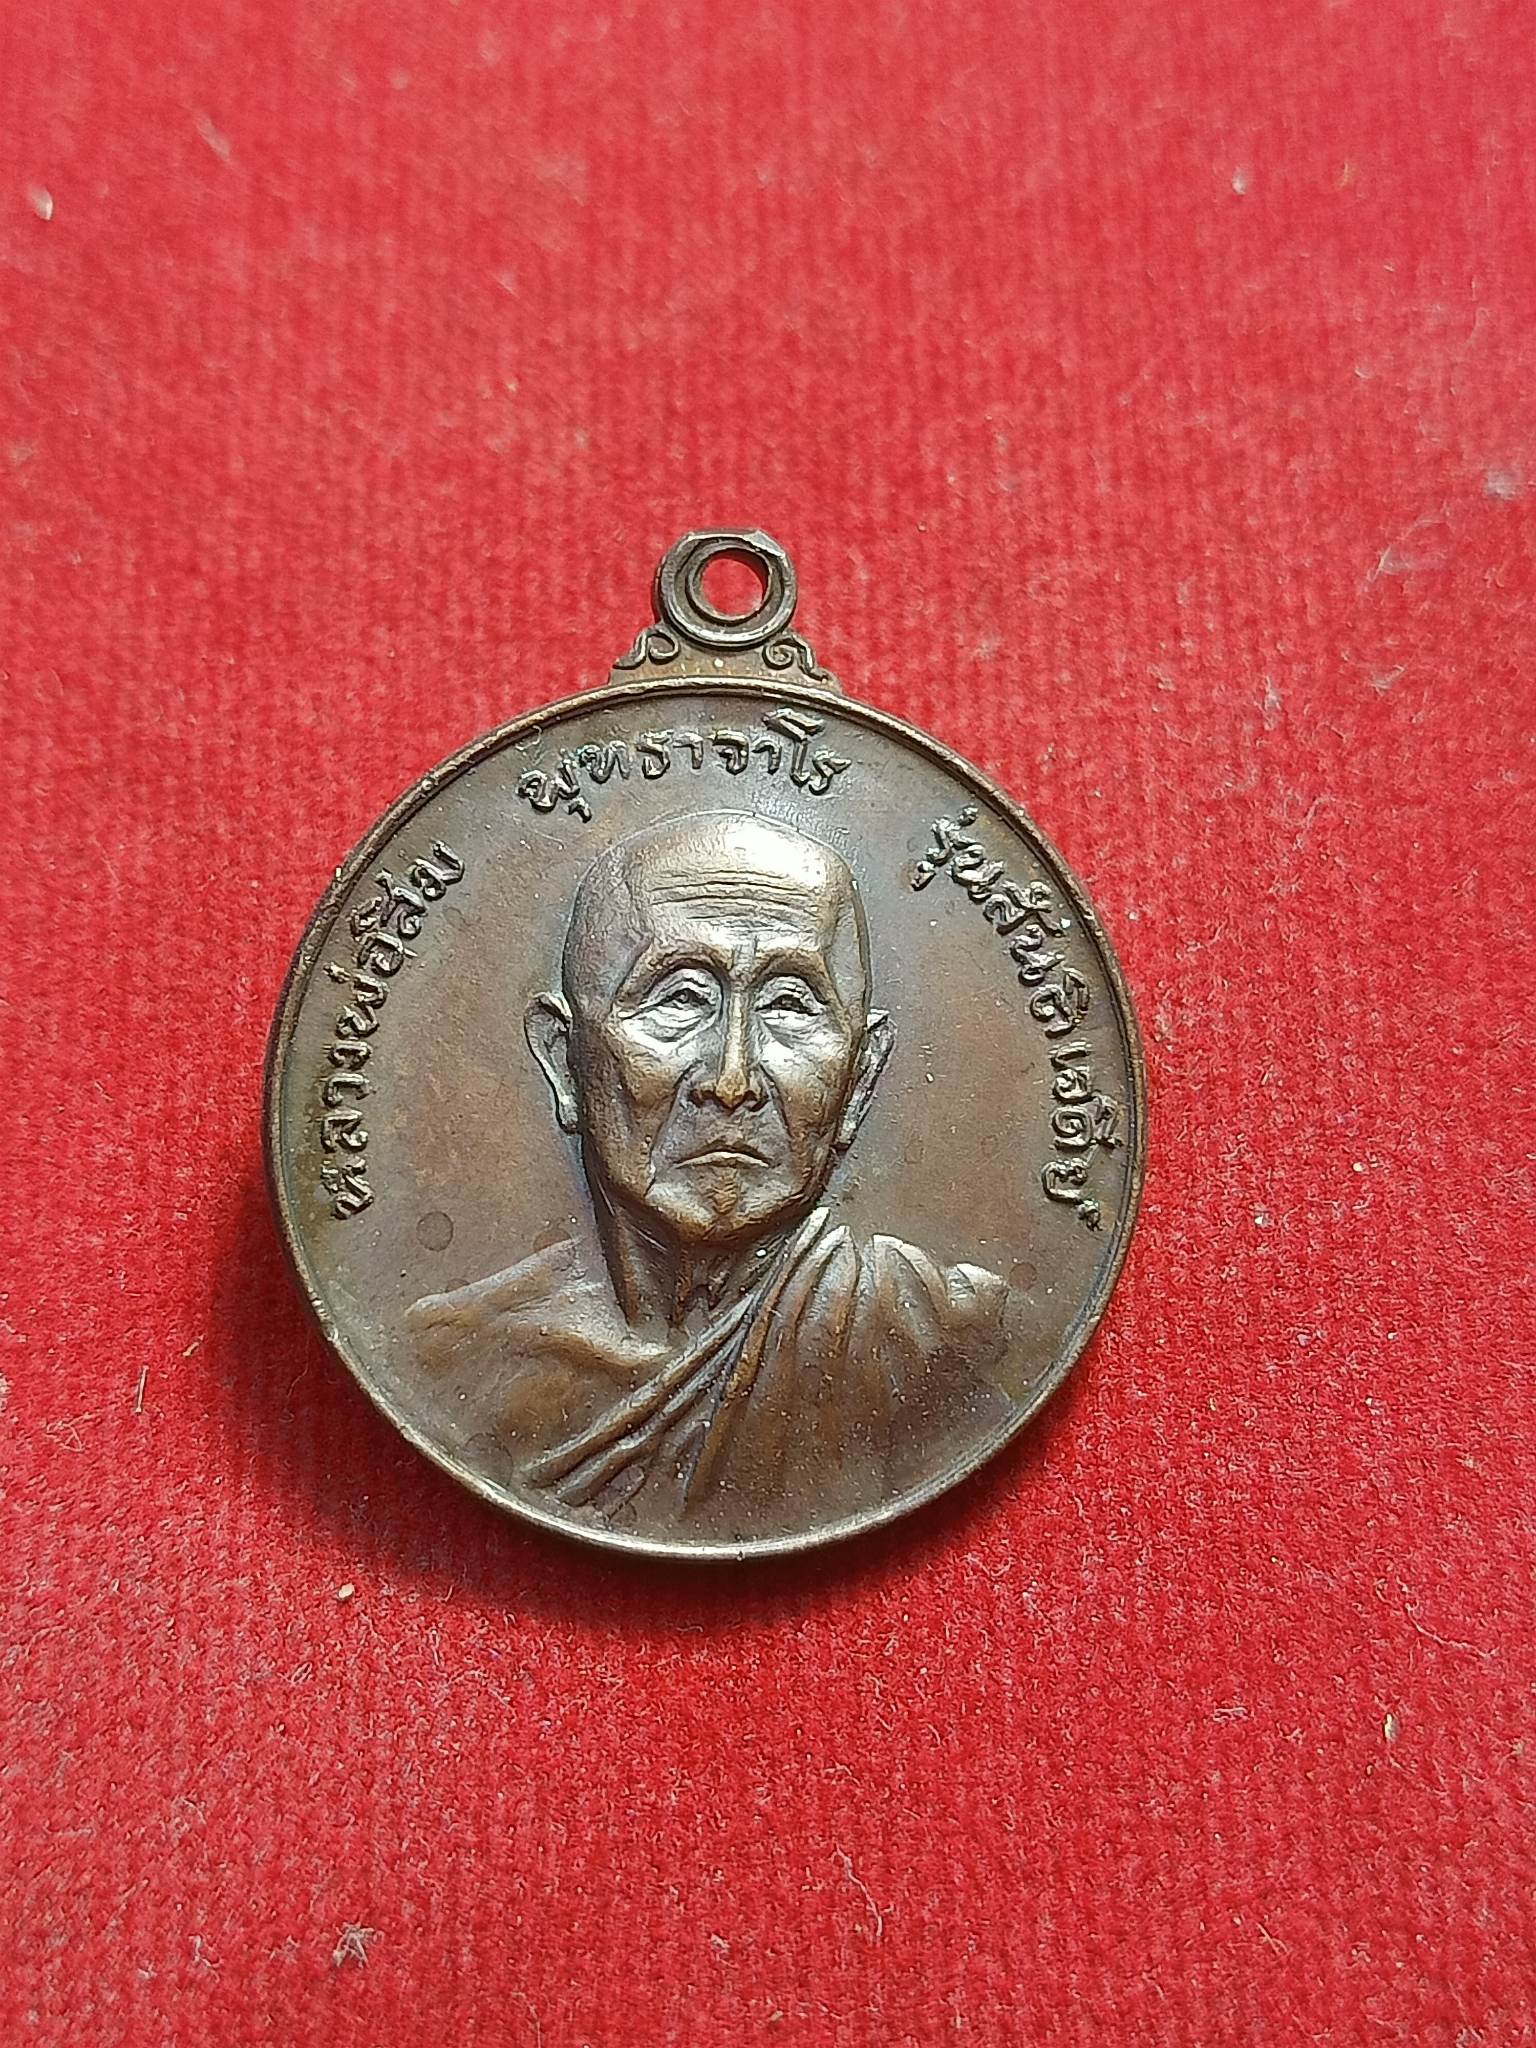 หลวงพ่ออิสม พุทธาจาโร รุ่นสันติเจดีย์